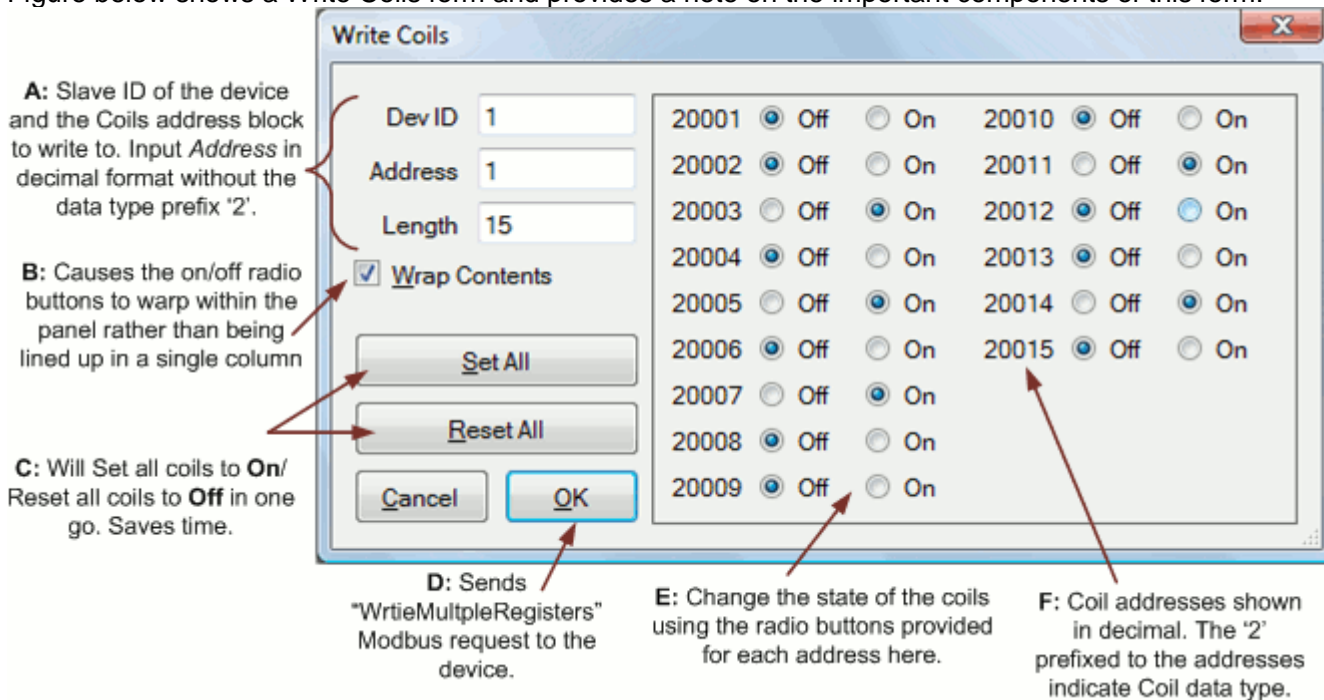 Figure below shows a Write Coils form and provides a note on the important components of this form.
Write Coils
A: Slave ID of the device
and the Coils address block
to write to. Input Address in
decimal format without the
data type prefix '2'.
B: Causes the on/off radio
buttons to warp within the
panel rather than being
lined up in a single column
C: Will Set all coils to On/
Reset all coils to Off in one
go. Saves time.
Dev ID 1
Address 1
Length 15
Wrap Contents
Set All
Reset All
Cancel OK
20001 Off On 20010 Off On
20002 Off On 20011 Off On
20003 Off On 20012 Off On
20004 Off On 20013 Off On
20005 Off On 20014 Off On
20006 Off On 20015 Off On
20007 Off On
20008 Off On
20009 Off On
D: Sends
"WrtieMultpleRegisters"
Modbus request to the
device.
E: Change the state of the coils
using the radio buttons provided
for each address here.
F: Coil addresses shown
in decimal. The '2'
prefixed to the addresses
indicate Coil data type.